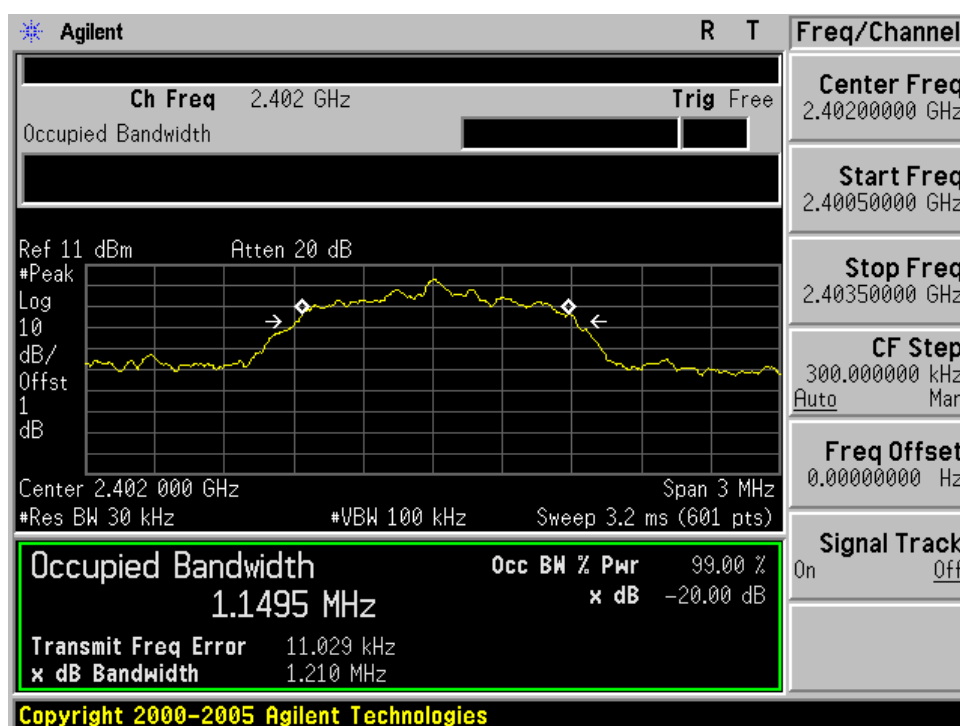 Agilent R T
Freq/Channel
Ch Freq 2.402 GHz Trig Free
Occupied Bandwidth
Center Freq
2.40200000 GHz
Start Freq
2.40050000 GHz
Stop Freq
2.40350000 GHz
CF Step
300.000000 kHz
Auto Man
Freq Offset
0.00000000 Hz
Signal Track
On Off
Ref 11 dBm Atten 20 dB
#Peak
Log
10
dB/
Offst
1
dB
Center 2.402 000 GHz Span 3 MHz
#Res BW 30 kHz #VBW 100 kHz Sweep 3.2 ms (601 pts)
Occupied Bandwidth
1.1495 MHz
Occ BW % Pwr 99.00 %
x dB -20.00 dB
Transmit Freq Error 11.029 kHz
x dB Bandwidth 1.210 MHz
Copyright 2000-2005 Agilent Technologies